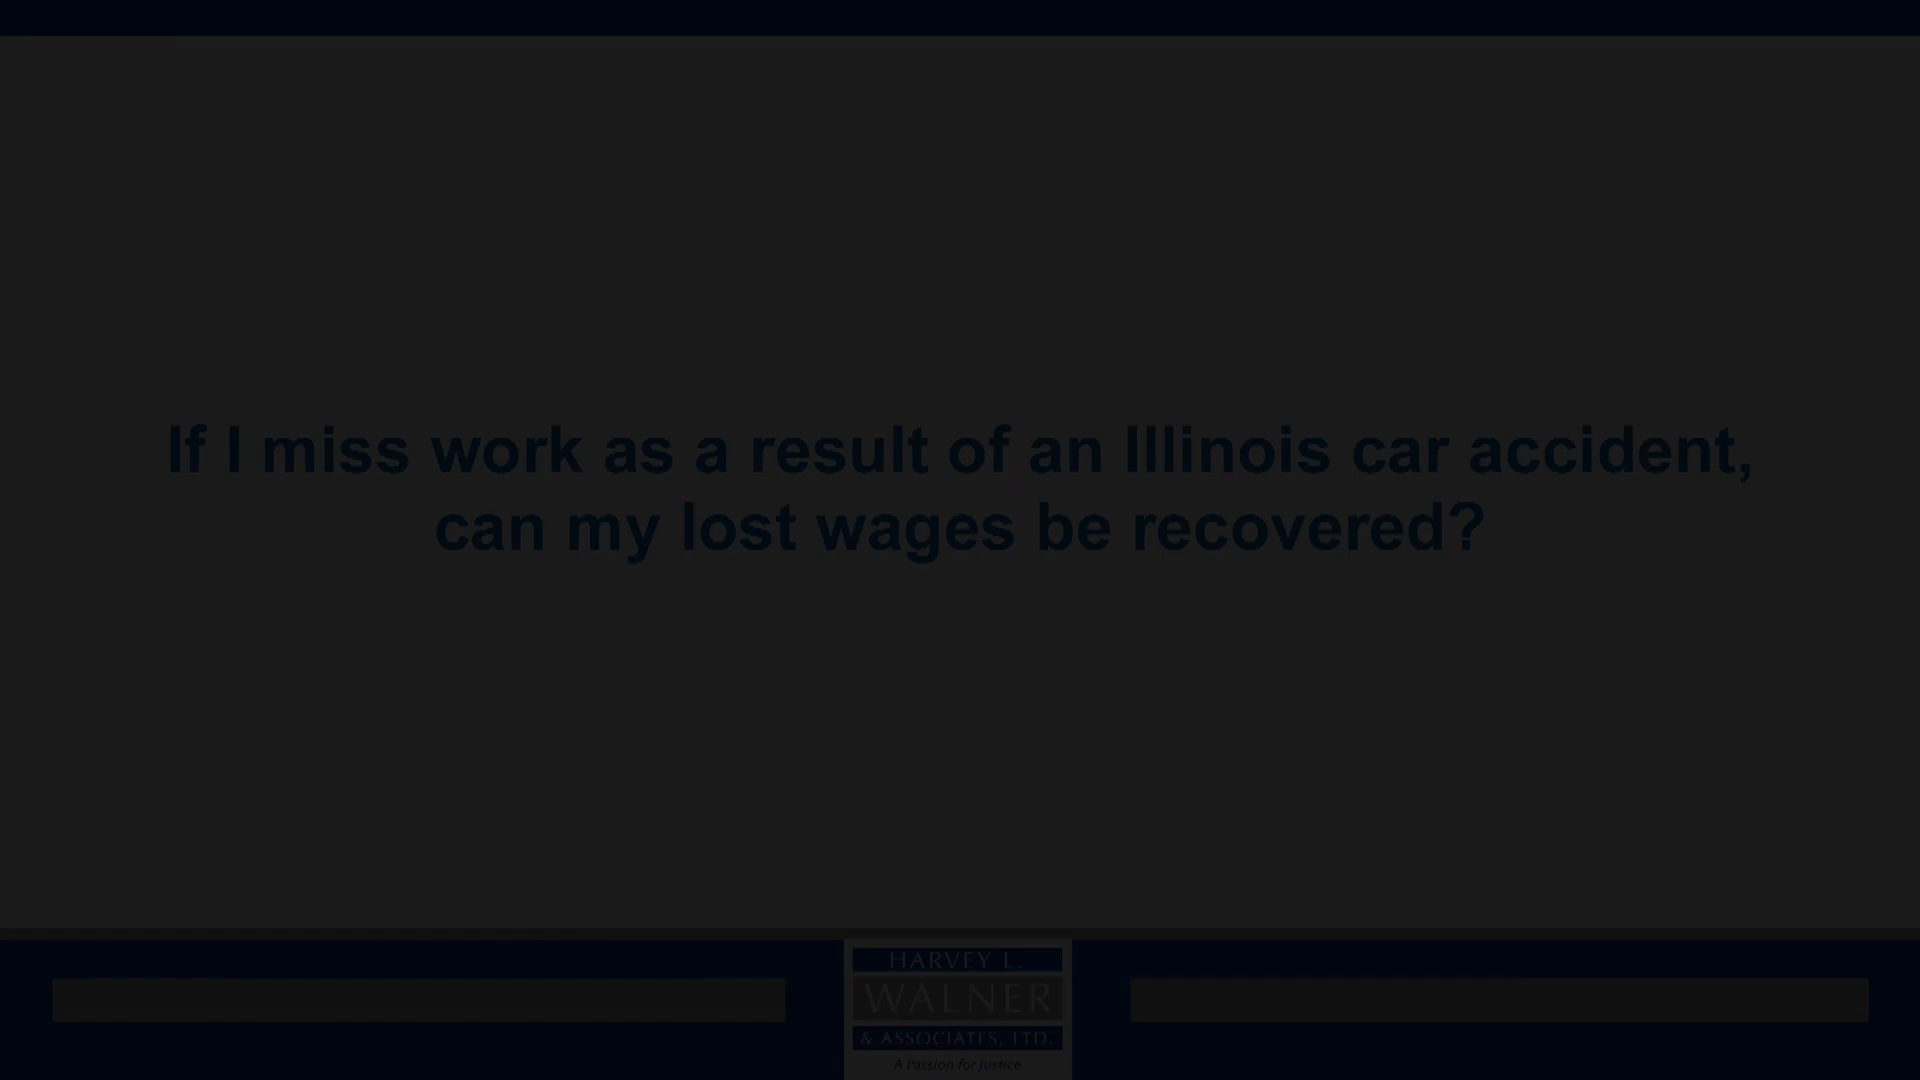 If I miss work as a result of an Illinois car accident,
can my lost wages be recovered?
HARVEY L.
WALNER
& ASSOCIATES, LTD.
A Passion for Justice